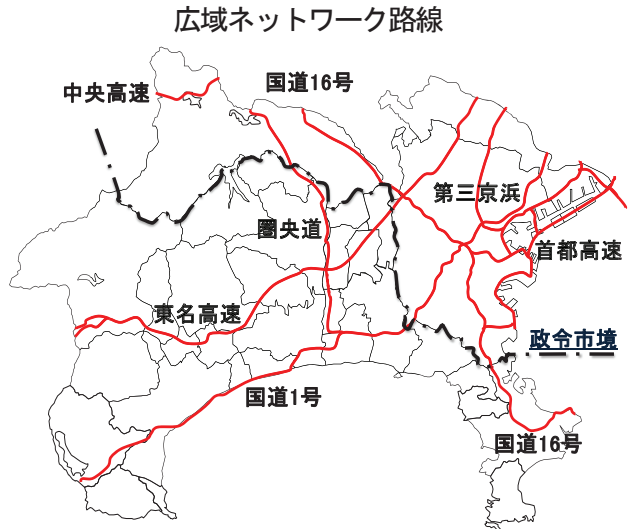 広域ネットワーク路線
国道16号
中央高速
第三京浜
圏央道
首都高速
東名高速
政令市境
国道1号
国道16号